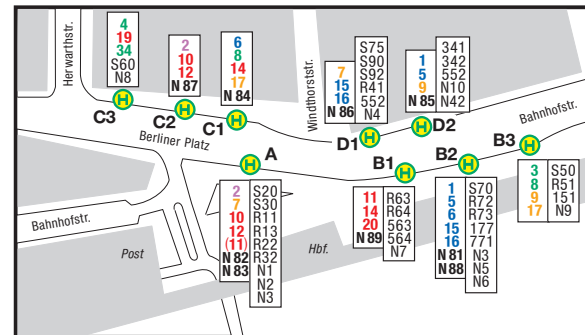 Herwarthstr.
4
19
34
S60
N8
2
10
12
N 87
6
8
14
17
N 84
Windthorststr.
7
15
16
N 86
S75
S90
S92
R41
552
N4
1
5
9
N 85
341
342
552
N10
N42
Bahnhofstr.
H
H
H
H
H
H
H
H
H
C3
C2
C1
Berliner Platz
A
D1
D2
B1
B2
B3
2
7
10
12
(11)
N 82
N 83
S20
S30
R11
R13
R22
R32
N1
N2
N3
11
14
20
N 89
R63
R64
563
564
N7
1
5
6
15
16
N 81
N 88
S70
R72
R73
177
771
N3
N5
N6
3
8
9
17
S50
R51
151
N9
Bahnhofstr.
Post
Hbf.